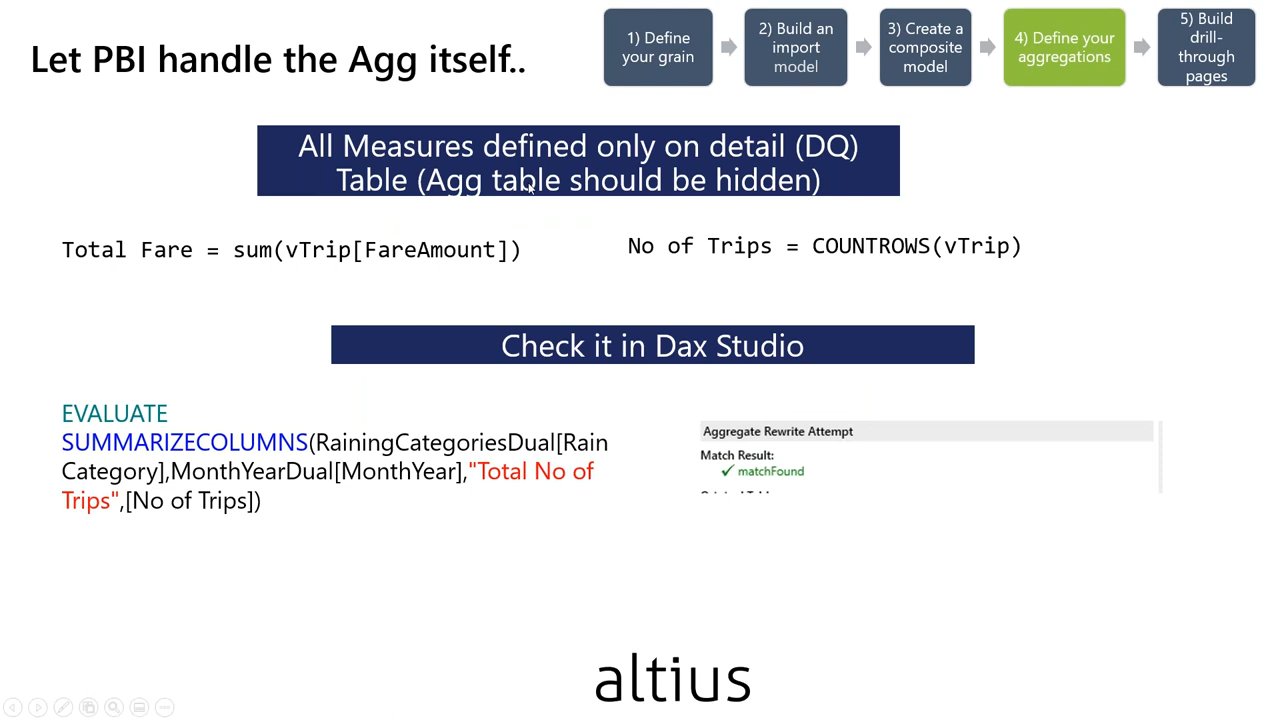 Let PBI handle the Agg itself..
1) Define
your grain
2) Build an
import
model
3) Create a
composite
model
4) Define your
aggregations
5) Build
drill-
through
pages
All Measures defined only on detail (DQ)
Table (Agg table should be hidden)
Total Fare = sum(vTrip[FareAmount])
No of Trips = COUNTROWS(vTrip)
Check it in Dax Studio
EVALUATE
SUMMARIZECOLUMNS(RainingCategoriesDual[Rain
Category],MonthYearDual[MonthYear],"Total No of
Trips",[No of Trips])
Aggregate Rewrite Attempt
Match Result:
matchFound
altius